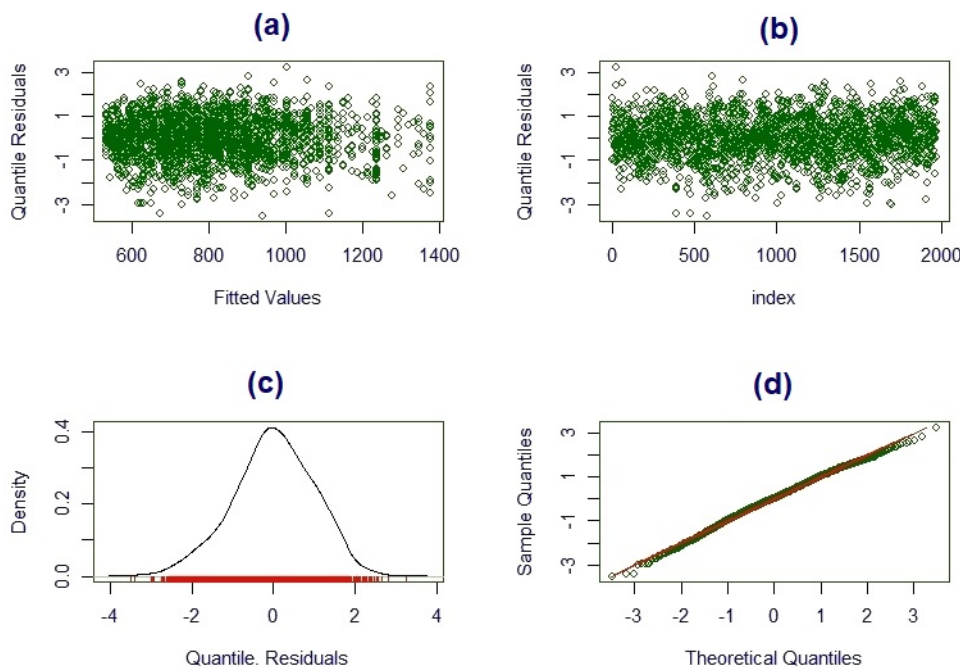 (a)
Quantile Residuals
3
1
-1
-3
600 800 1000 1200 1400
Fitted Values
(b)
Quantile Residuals
3
1
-1
-3
0 500 1000 1500 2000
index
(c)
Density
0.4
0.2
0.0
-4 -2 0 2 4
Quantile. Residuals
(d)
Sample Quantiles
3
1
-1
-3
-3 -2 -1 0 1 2 3
Theoretical Quantiles